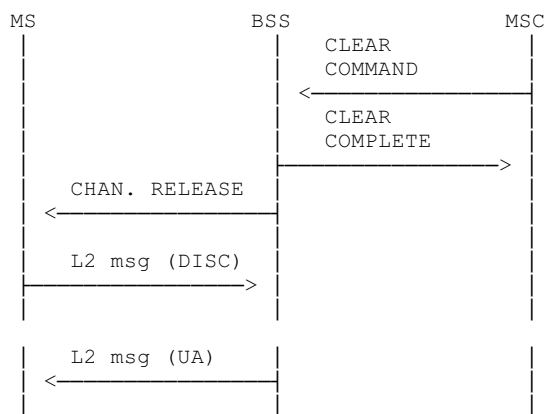 MS BSS MSC
CLEAR
COMMAND
CLEAR
COMPLETE
CHAN. RELEASE
L2 msg (DISC)
L2 msg (UA)